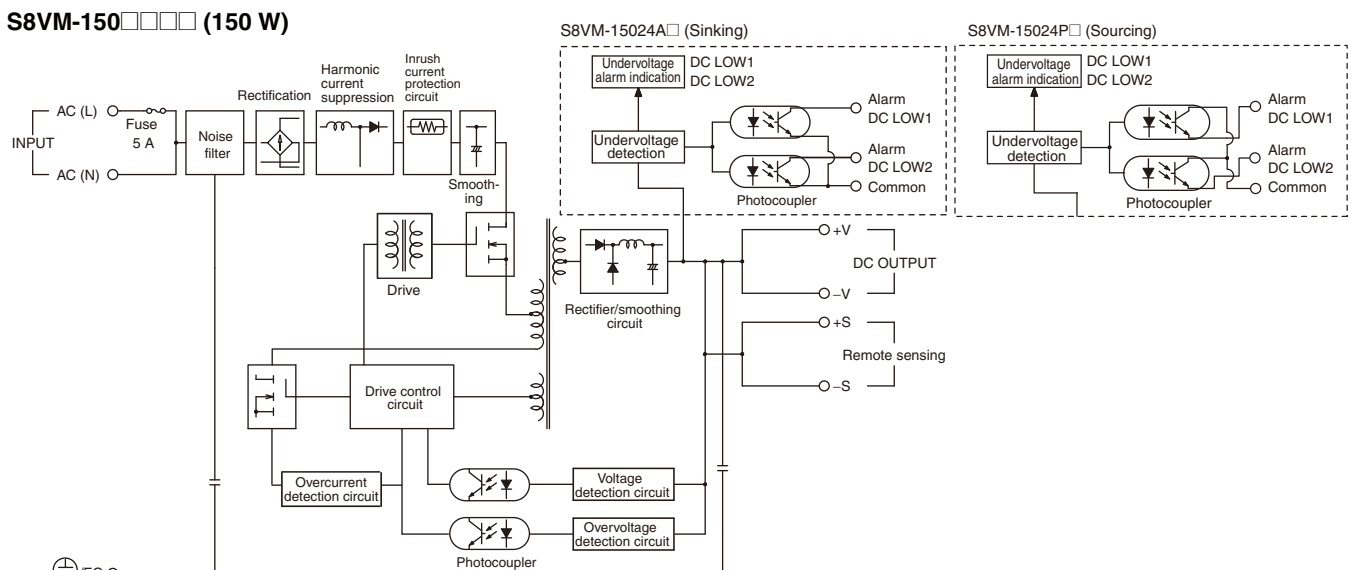 S8VM-150□□□□ (150 W)
S8VM-15024A□ (Sinking)
S8VM-15024P□ (Sourcing)
Undervoltage
alarm indication
DC LOW1
DC LOW2
Undervoltage
detection
Alarm
DC LOW1
Alarm
DC LOW2
Common
Photocoupler
Undervoltage
alarm indication
DC LOW1
DC LOW2
Undervoltage
detection
Alarm
DC LOW1
Alarm
DC LOW2
Common
Photocoupler
INPUT
AC (L)
AC (N)
Fuse
5 A
Noise
filter
Rectification
Harmonic
current
suppression
Inrush
current
protection
circuit
Smooth-
ing
Drive
Rectifier/smoothing
circuit
+V
DC OUTPUT
–V
+S
Remote sensing
–S
Drive control
circuit
Overcurrent
detection circuit
Voltage
detection circuit
Overvoltage
detection circuit
Photocoupler